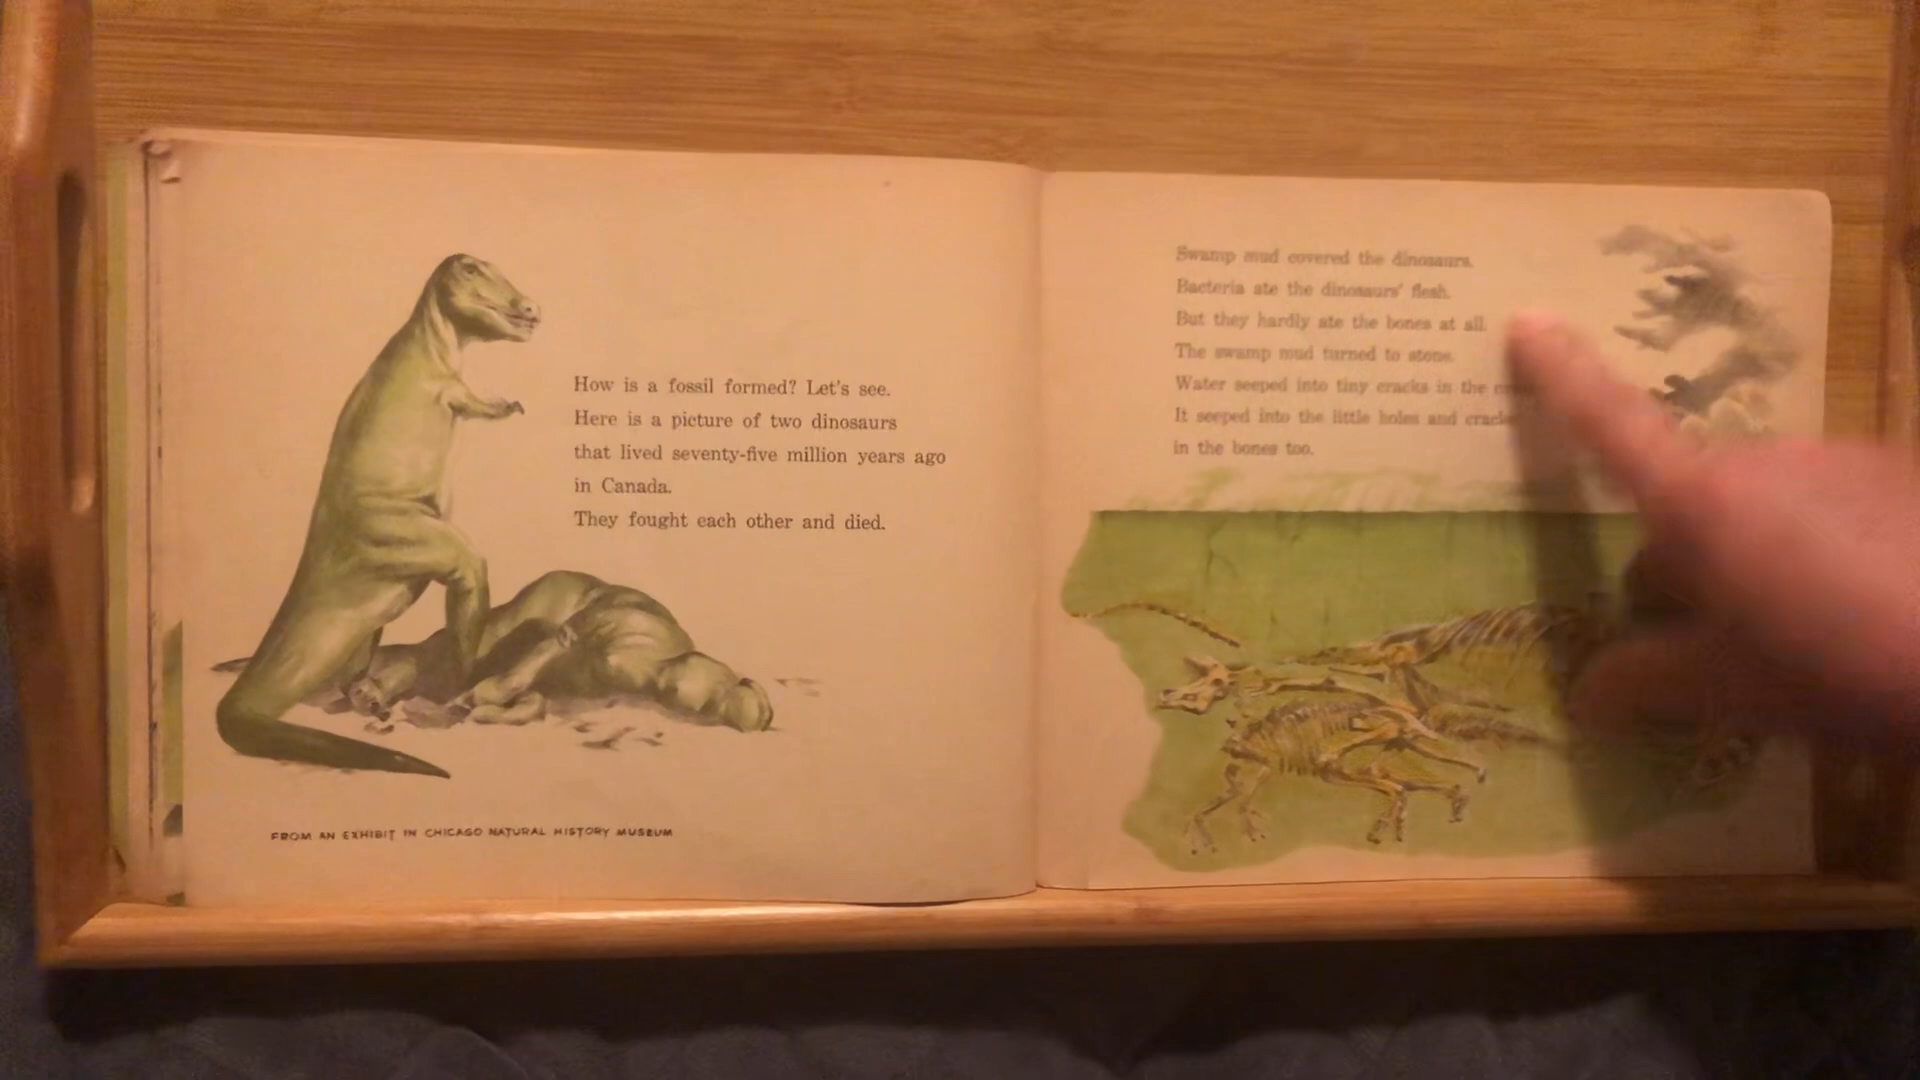 How is a fossil formed? Let's see.
Here is a picture of two dinosaurs
that lived seventy-five million years ago
in Canada.
They fought each other and died.
FROM AN EXHIBIT IN CHICAGO NATURAL HISTORY MUSEUM
Swamp mud covered the dinosaurs.
Bacteria ate the dinosaurs' flesh.
But they hardly ate the bones at all.
The swamp mud turned to stone.
Water seeped into tiny cracks in the
It seeped into the little holes and cracks
in the bones too.